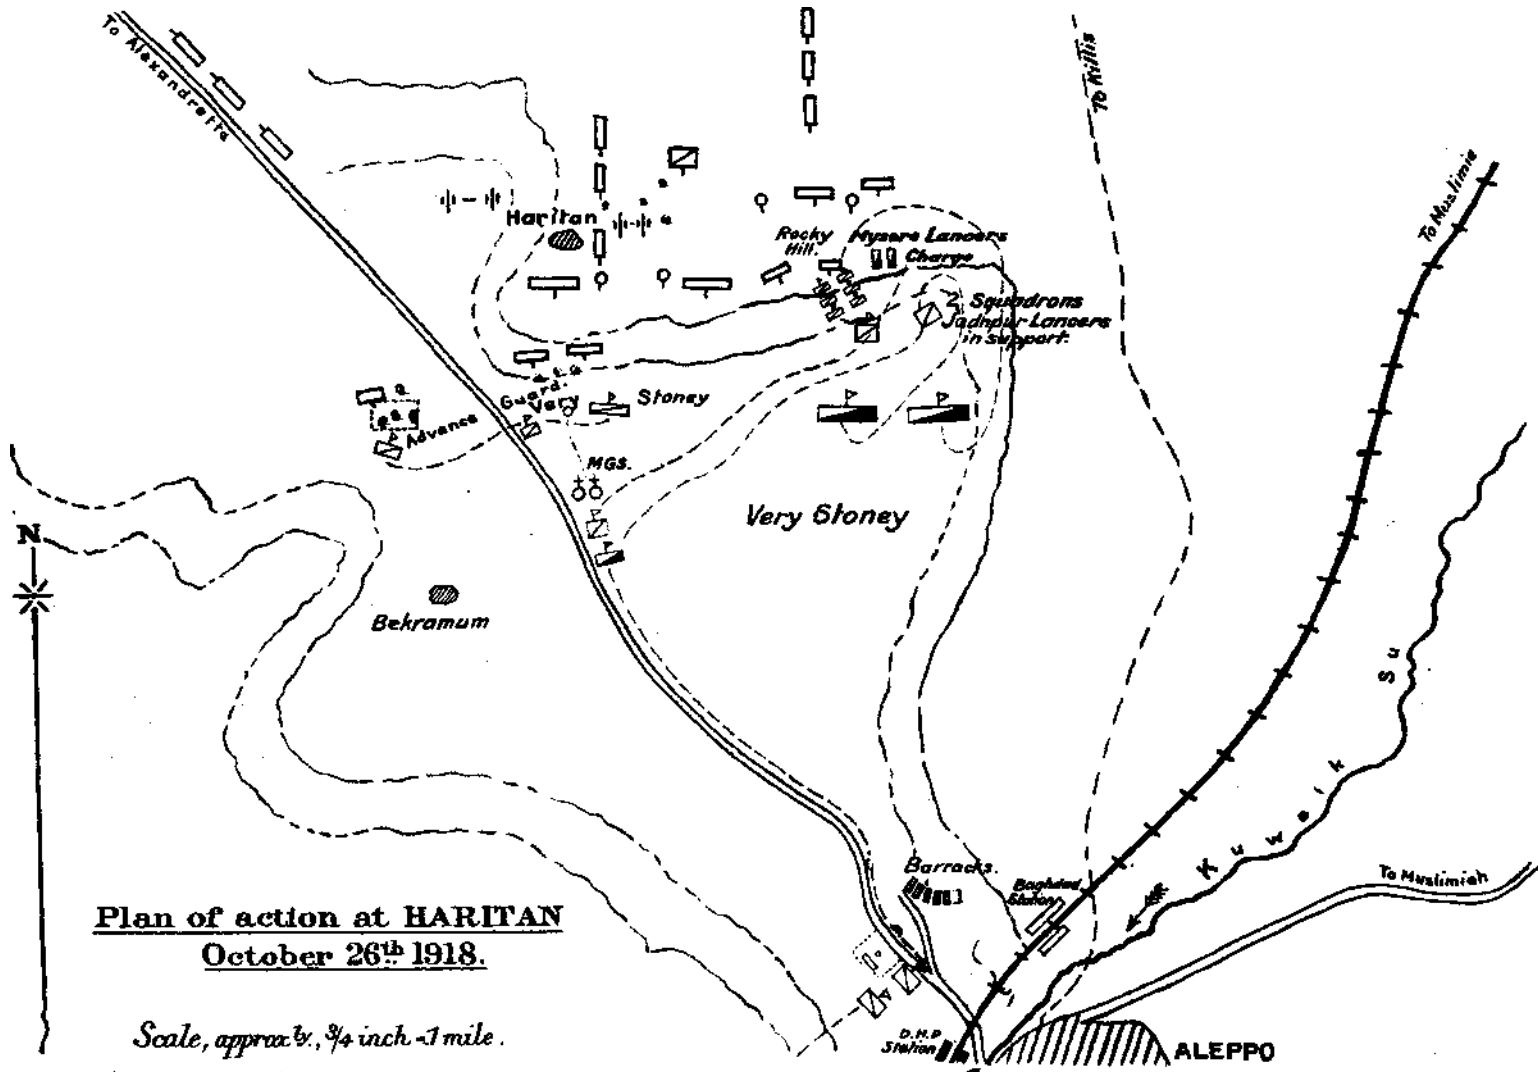 To Alexandretta
To Killis
To Muslimie
Haritan
Rocky
Hill.
Mysore Lancers
Charge
2 Squadrons
Jodhpur Lancers
in support.
Guard.
Very
Stoney
Advance
MGS.
Very Stoney
N
Bekramum
Kuweik Su
To Muslimieh
Barracks.
Baghdad
Station
Plan of action at HARITAN
October 26th 1918.
Scale, approxly., 3/4 inch = 1 mile.
D.H.P
Station
ALEPPO